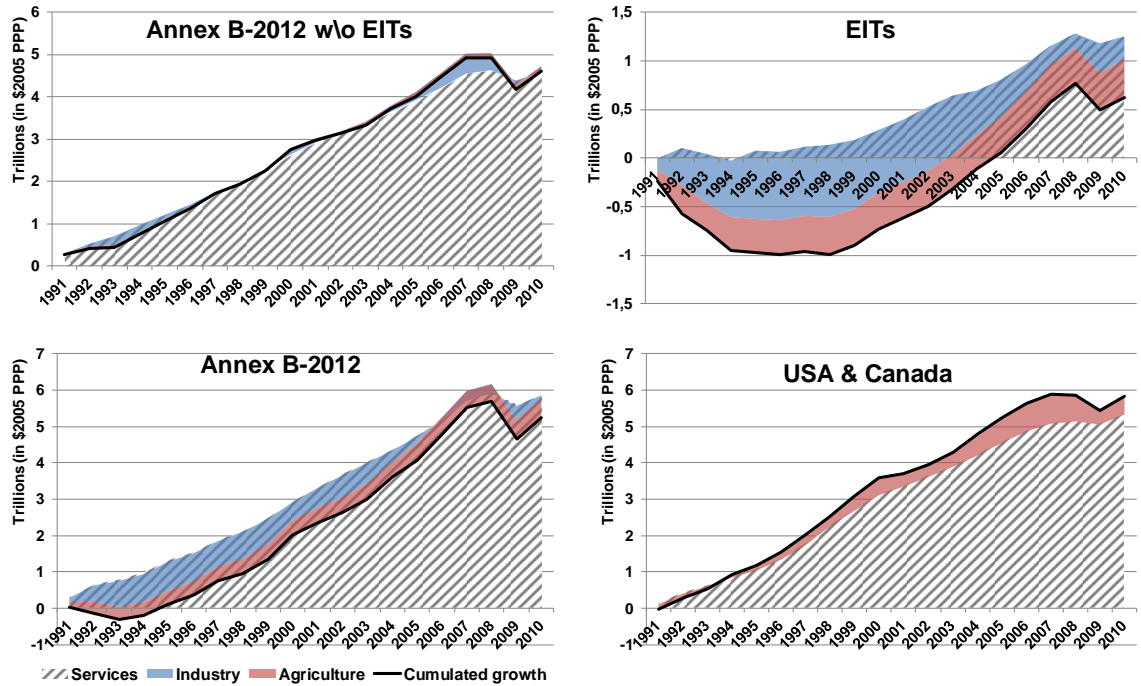 Annex B-2012 w\o EITs
Trillions (in $2005 PPP)
6
5
4
3
2
1
0
1991 1992 1993 1994 1995 1996 1997 1998 1999 2000 2001 2002 2003 2004 2005 2006 2007 2008 2009 2010
EITs
Trillions (in $2005 PPP)
1,5
1
0,5
0
-0,5
-1
-1,5
1991 1992 1993 1994 1995 1996 1997 1998 1999 2000 2001 2002 2003 2004 2005 2006 2007 2008 2009 2010
Annex B-2012
Trillions (in $2005 PPP)
7
6
5
4
3
2
1
0
-1
1991 1992 1993 1994 1995 1996 1997 1998 1999 2000 2001 2002 2003 2004 2005 2006 2007 2008 2009 2010
USA & Canada
Trillions (in $2005 PPP)
7
6
5
4
3
2
1
0
-1
1991 1992 1993 1994 1995 1996 1997 1998 1999 2000 2001 2002 2003 2004 2005 2006 2007 2008 2009 2010
Services Industry Agriculture Cumulated growth